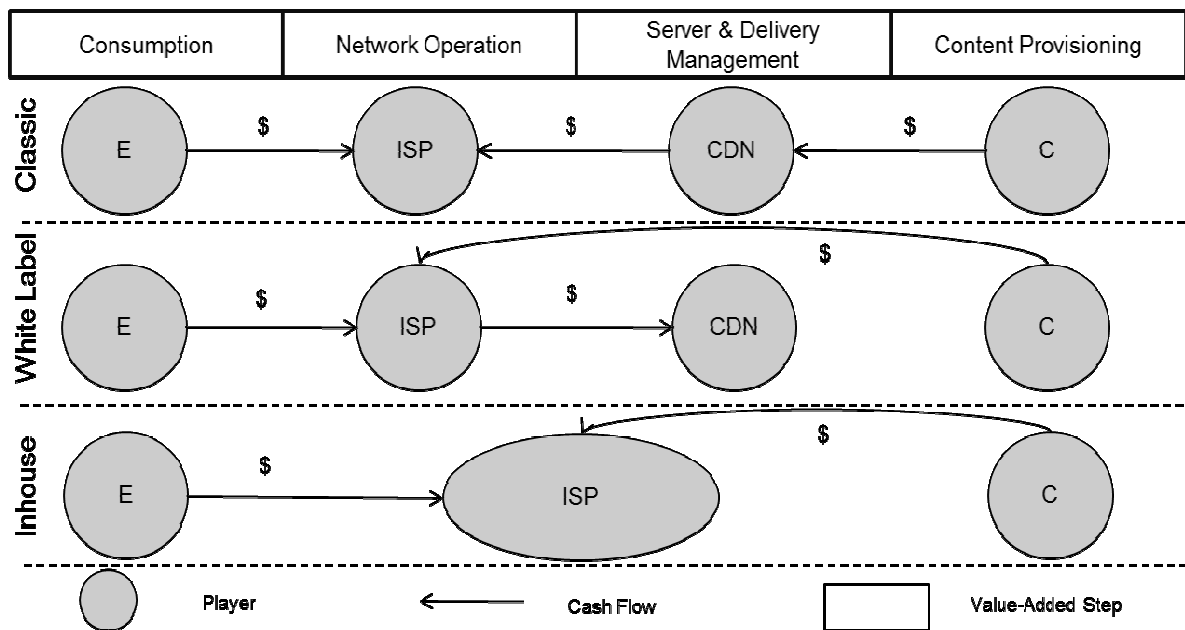 Consumption
Network Operation
Server & Delivery
Management
Content Provisioning
Classic
E
$
ISP
$
CDN
$
C
White Label
E
$
ISP
$
CDN
$
C
Inhouse
E
$
ISP
$
C
Player
Cash Flow
Value-Added Step